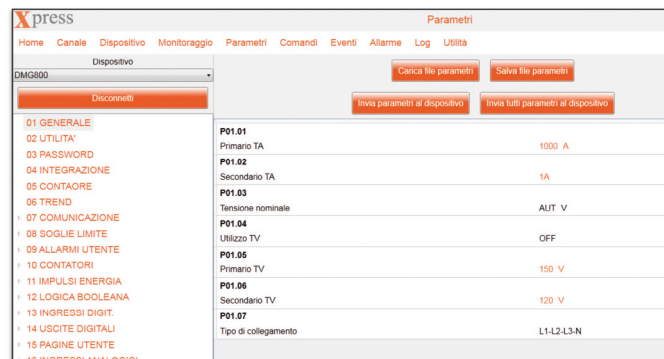 Xpress
Parametri
Home Canale Dispositivo Monitoraggio Parametri Comandi Eventi Allarme Log Utilità
Dispositivo
DMG800
Disconnetti
Carica file parametri Salva file parametri
Invia parametri al dispositivo Invia tutti parametri al dispositivo
01 GENERALE
02 UTILITA'
03 PASSWORD
04 INTEGRAZIONE
05 CONTAORE
06 TREND
07 COMUNICAZIONE
08 SOGLIE LIMITE
09 ALLARMI UTENTE
10 CONTATORI
11 IMPULSI ENERGIA
12 LOGICA BOOLEANA
13 INGRESSI DIGIT.
14 USCITE DIGITALI
15 PAGINE UTENTE
16 INGRESSI ANALOGICI
P01.01
Primario TA 1000 A
P01.02
Secondario TA 1A
P01.03
Tensione nominale AUT V
P01.04
Utilizzo TV OFF
P01.05
Primario TV 150 V
P01.06
Secondario TV 120 V
P01.07
Tipo di collegamento L1-L2-L3-N